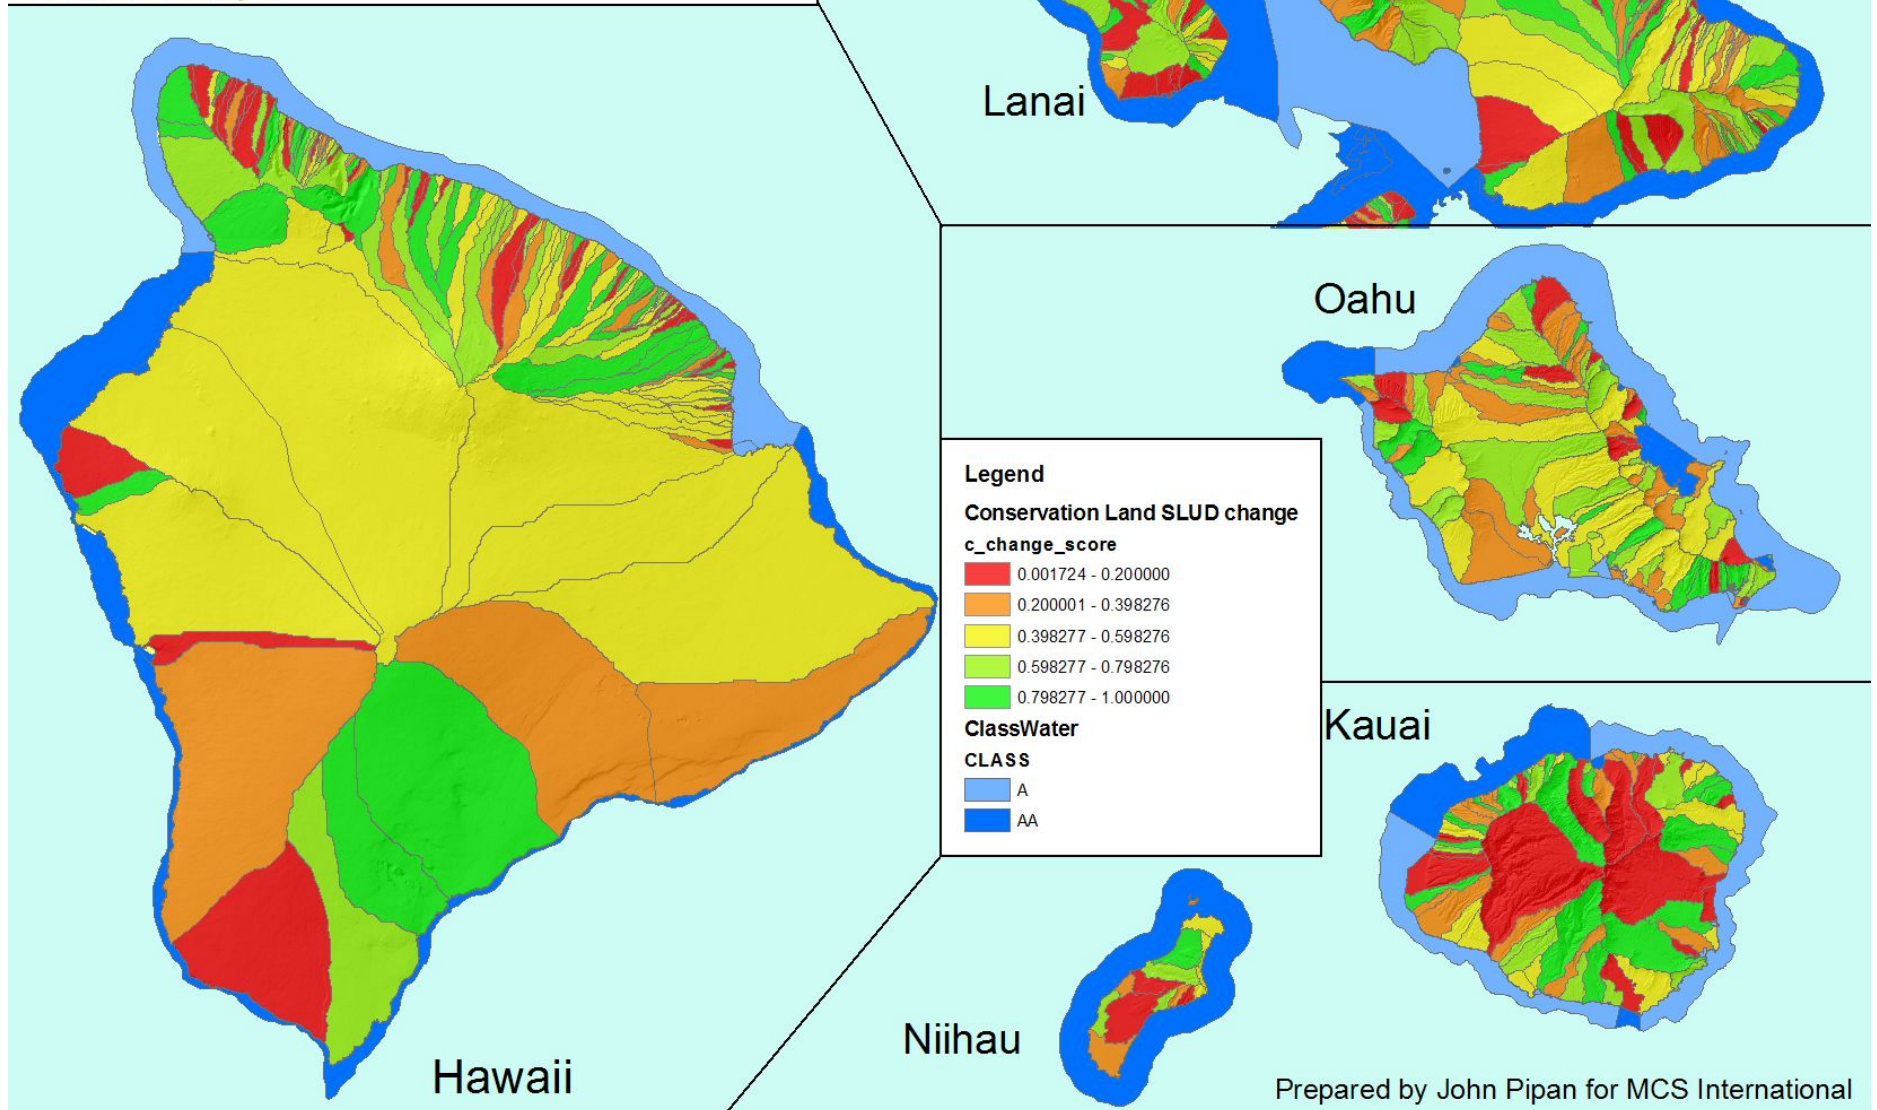 Lanai
Oahu
Legend
Conservation Land SLUD change
c_change_score
0.001724 - 0.200000
0.200001 - 0.398276
0.398277 - 0.598276
0.598277 - 0.798276
0.798277 - 1.000000
ClassWater
CLASS
A
AA
Kauai
Niihau
Hawaii
Prepared by John Pipan for MCS International